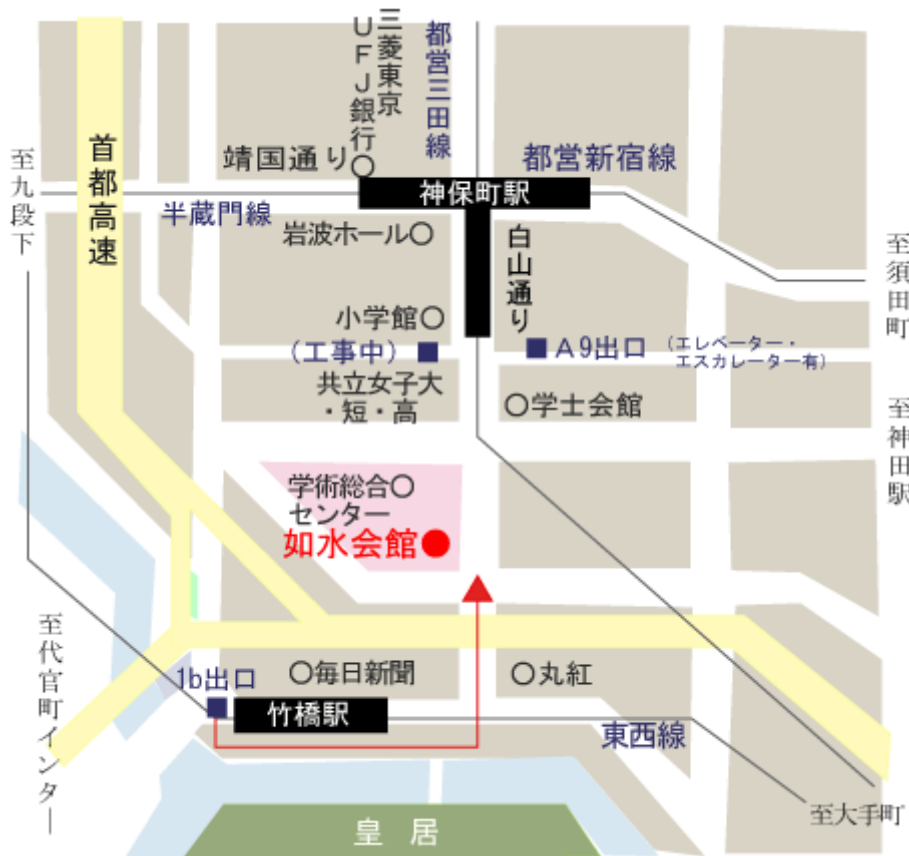 三菱東京
UFJ銀行
都営三田線
首都高速
至九段下
靖国通り
都営新宿線
神保町駅
半蔵門線
岩波ホール
白山通り
至須田町
小学館
(工事中)
A9出口
(エレベーター・
エスカレーター有)
共立女子大
・短・高
学士会館
至神田駅
学術総合
センター
如水会館
至代官町インター
1b出口
毎日新聞
丸紅
竹橋駅
東西線
至大手町
皇居